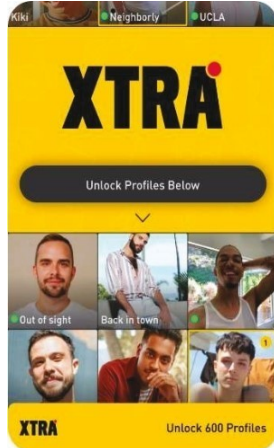 Kiki
Neighborly
UCLA
XTRA
Unlock Profiles Below
Out of sight
Back in town
1
XTRA
Unlock 600 Profiles